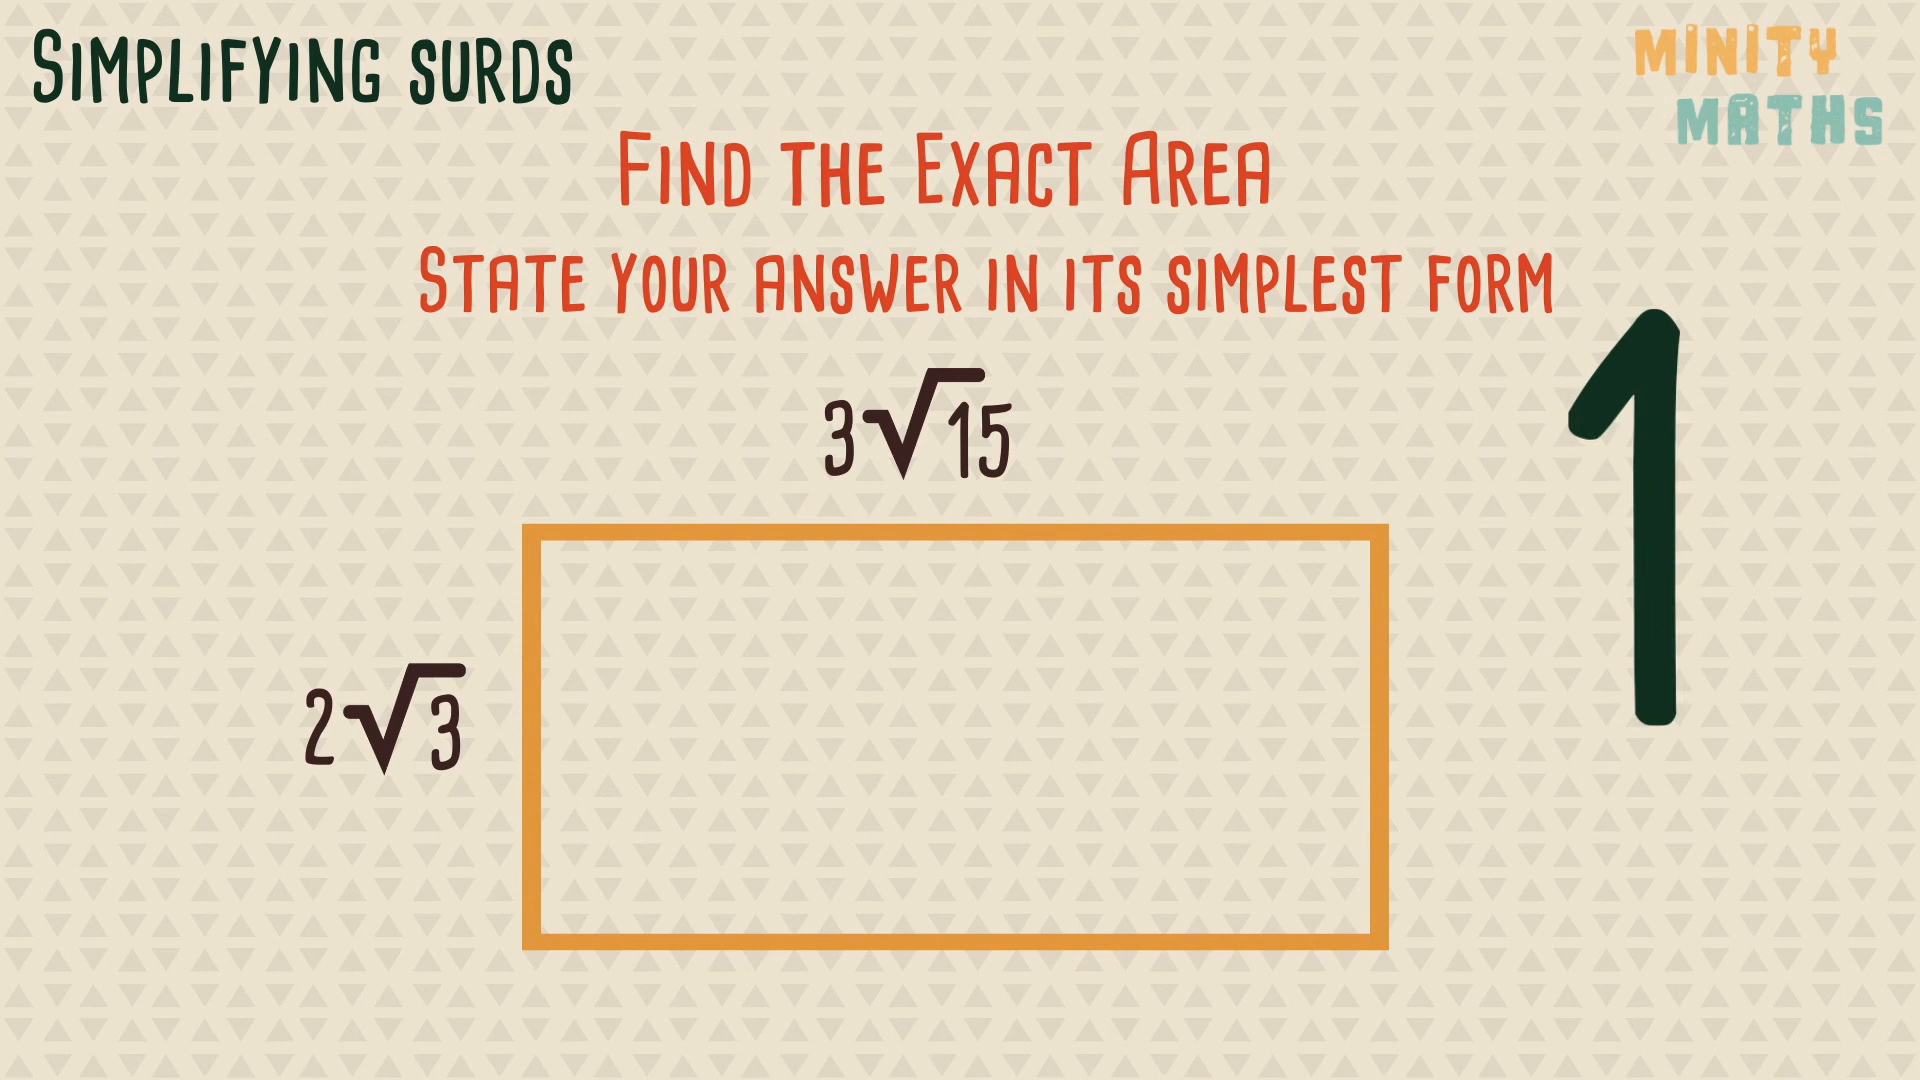 Simplifying surds
MINITY
MATHS
Find the Exact Area
State your answer in its simplest form
3√15
1
2√3